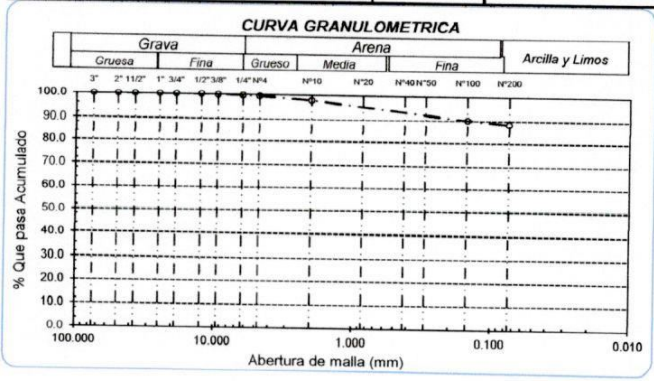 CURVA GRANULOMETRICA
Grava Arena Arcilla y Limos
Gruesa Fina Grueso Media Fina
3" 2" 1 1/2" 1" 3/4" 1/2" 3/8" 1/4" Nº4 Nº10 Nº20 Nº40 Nº50 Nº100 Nº200
% Que pasa Acumulado
100.0
90.0
80.0
70.0
60.0
50.0
40.0
30.0
20.0
10.0
0.0
100.000 10.000 1.000 0.100 0.010
Abertura de malla (mm)